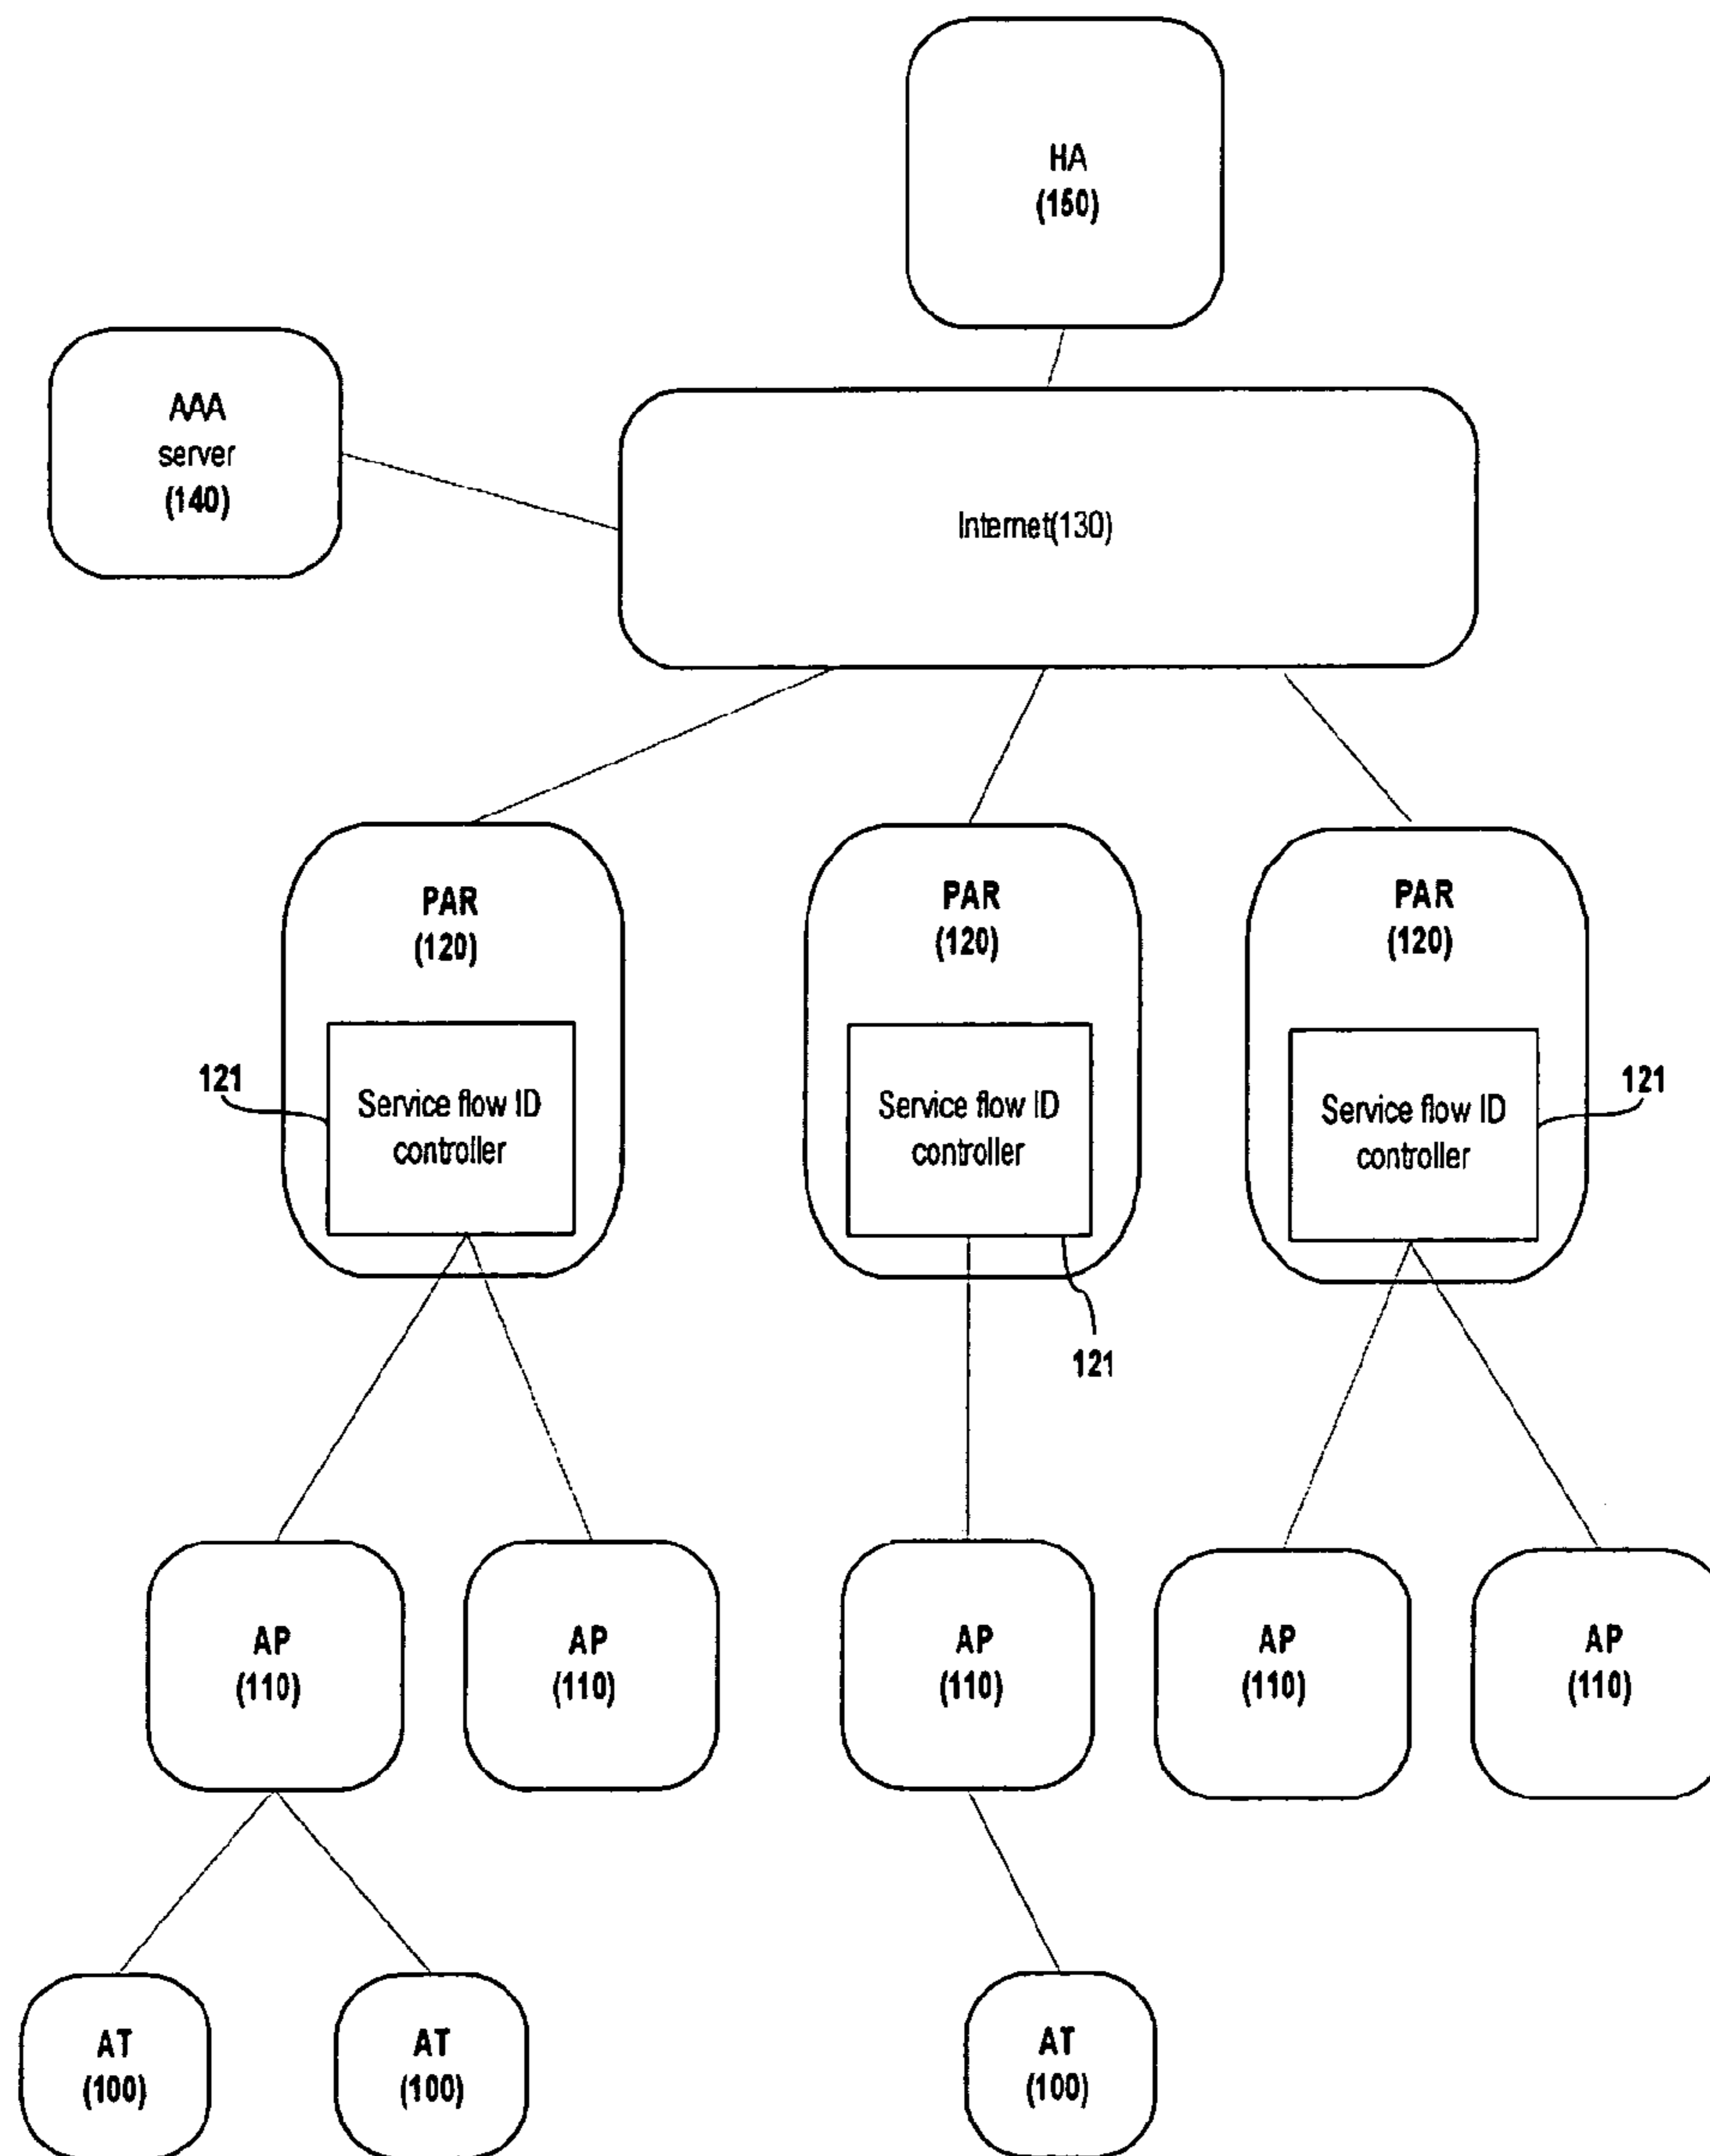 HA
(150)
AAA
server
(140)
Internet(130)
PAR
(120)
PAR
(120)
PAR
(120)
121
Service flow ID
controller
Service flow ID
controller
121
Service flow ID
controller
121
AP
(110)
AP
(110)
AP
(110)
AP
(110)
AP
(110)
AT
(100)
AT
(100)
AT
(100)